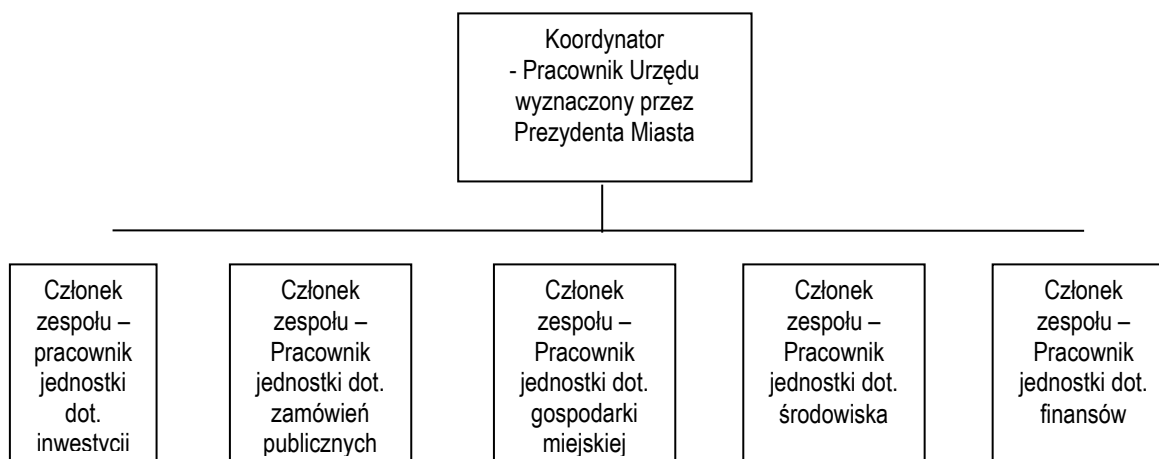 Koordynator
- Pracownik Urzędu
wyznaczony przez
Prezydenta Miasta
Członek
zespołu –
pracownik
jednostki
dot.
inwestycji
Członek
zespołu –
Pracownik
jednostki dot.
zamówień
publicznych
Członek
zespołu –
Pracownik
jednostki dot.
gospodarki
miejskiej
Członek
zespołu –
Pracownik
jednostki dot.
środowiska
Członek
zespołu –
Pracownik
jednostki dot.
finansów